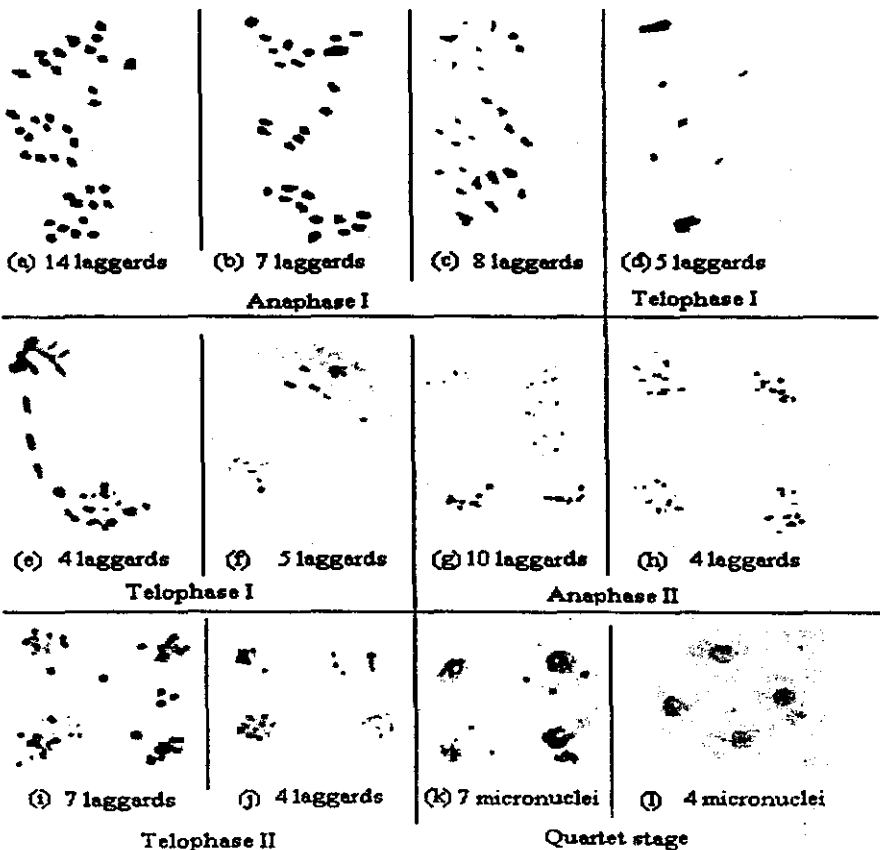 (a) 14 laggards (b) 7 laggards (c) 8 laggards (d) 5 laggards
Anaphase I Telophase I
(e) 4 laggards (f) 5 laggards (g) 10 laggards (h) 4 laggards
Telophase I Anaphase II
(i) 7 laggards (j) 4 laggards (k) 7 micronuclei (l) 4 micronuclei
Telophase II Quartet stage